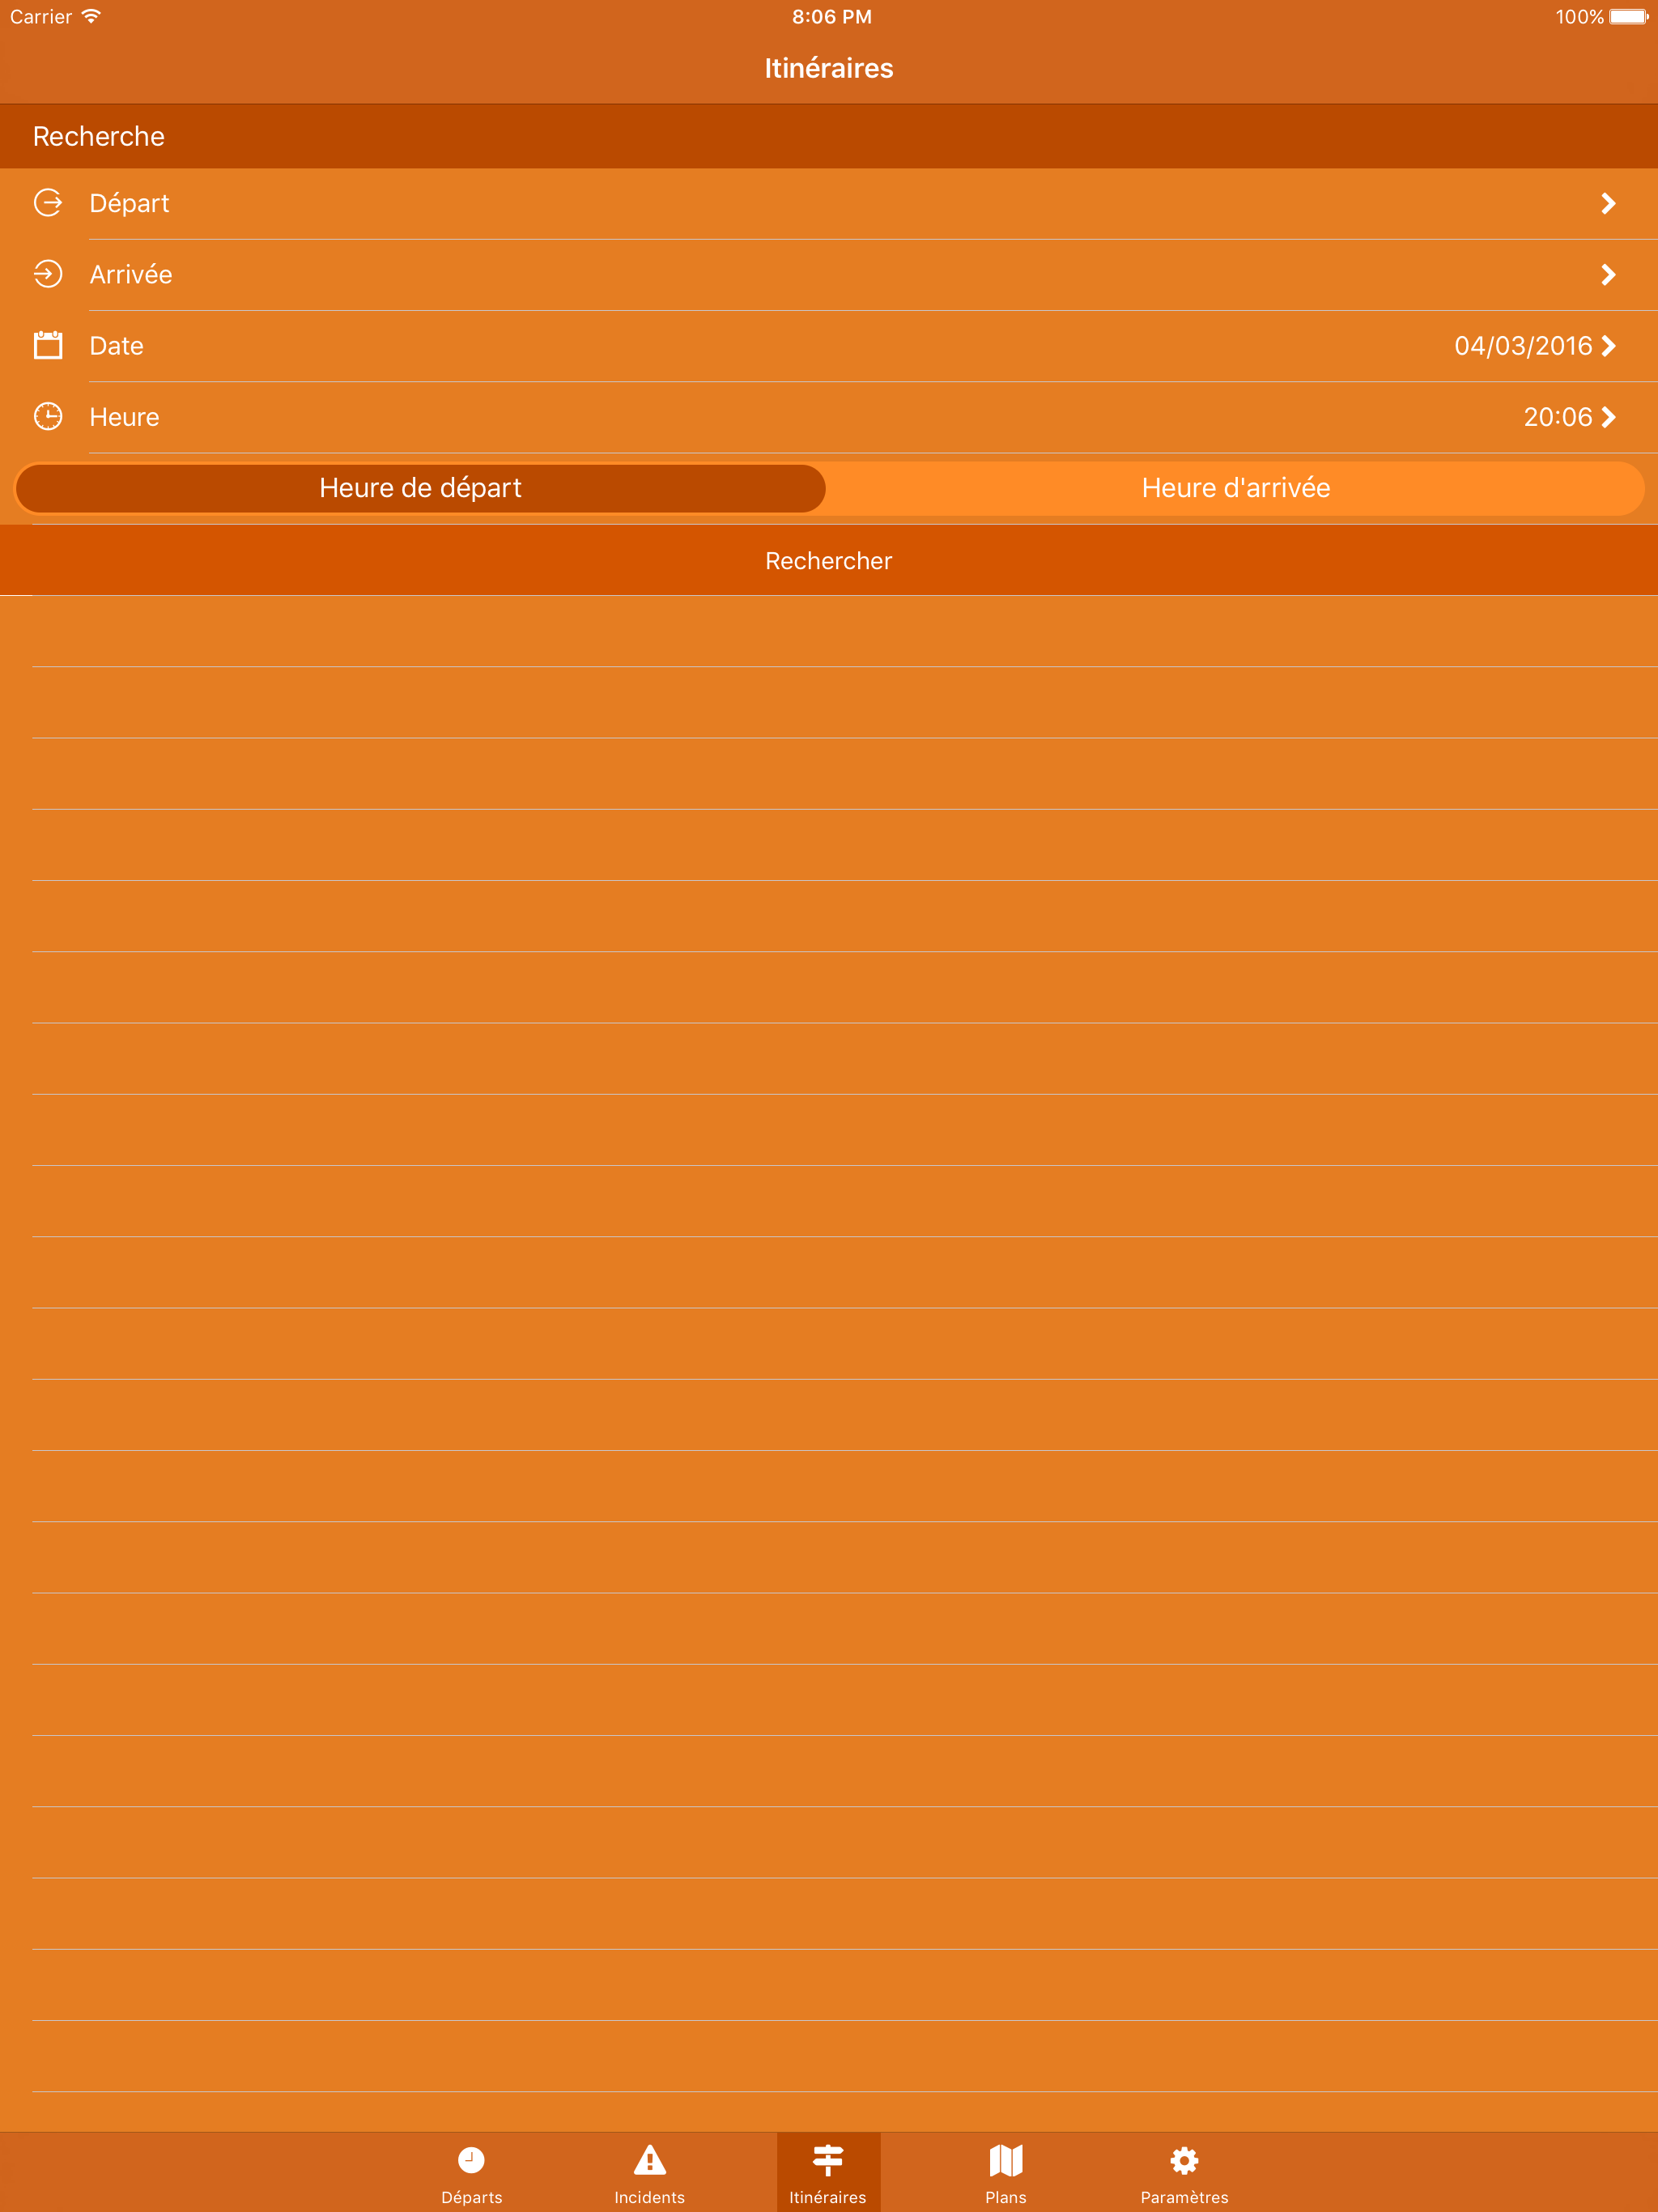 Carrier 8:06 PM 100%
Itinéraires
Recherche
Départ
Arrivée
Date 04/03/2016
Heure 20:06
Heure de départ Heure d'arrivée
Rechercher
Départs Incidents Itinéraires Plans Paramètres